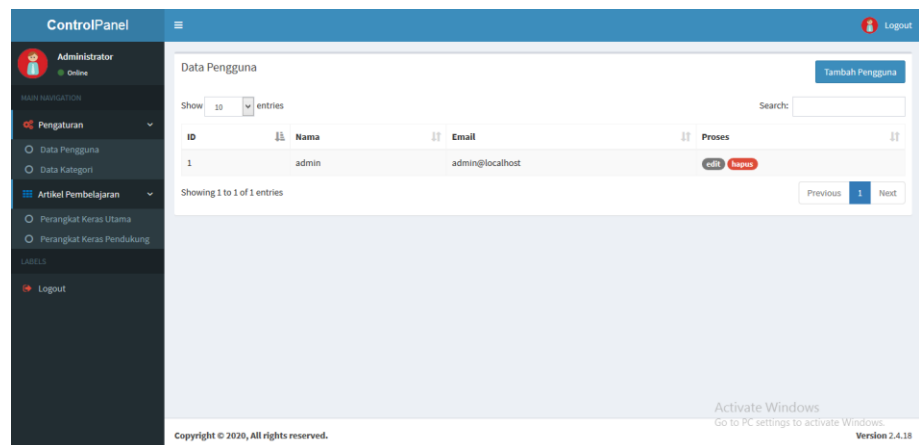 ControlPanel
Logout
Administrator
Online
MAIN NAVIGATION
Pengaturan
Data Pengguna
Data Kategori
Artikel Pembelajaran
Perangkat Keras Utama
Perangkat Keras Pendukung
LABELS
Logout
Data Pengguna
Tambah Pengguna
Show 10 entries
Search:
ID Nama Email Proses
1 admin admin@localhost edit hapus
Showing 1 to 1 of 1 entries
Previous 1 Next
Activate Windows
Go to PC settings to activate Windows.
Copyright © 2020, All rights reserved.
Version 2.4.18